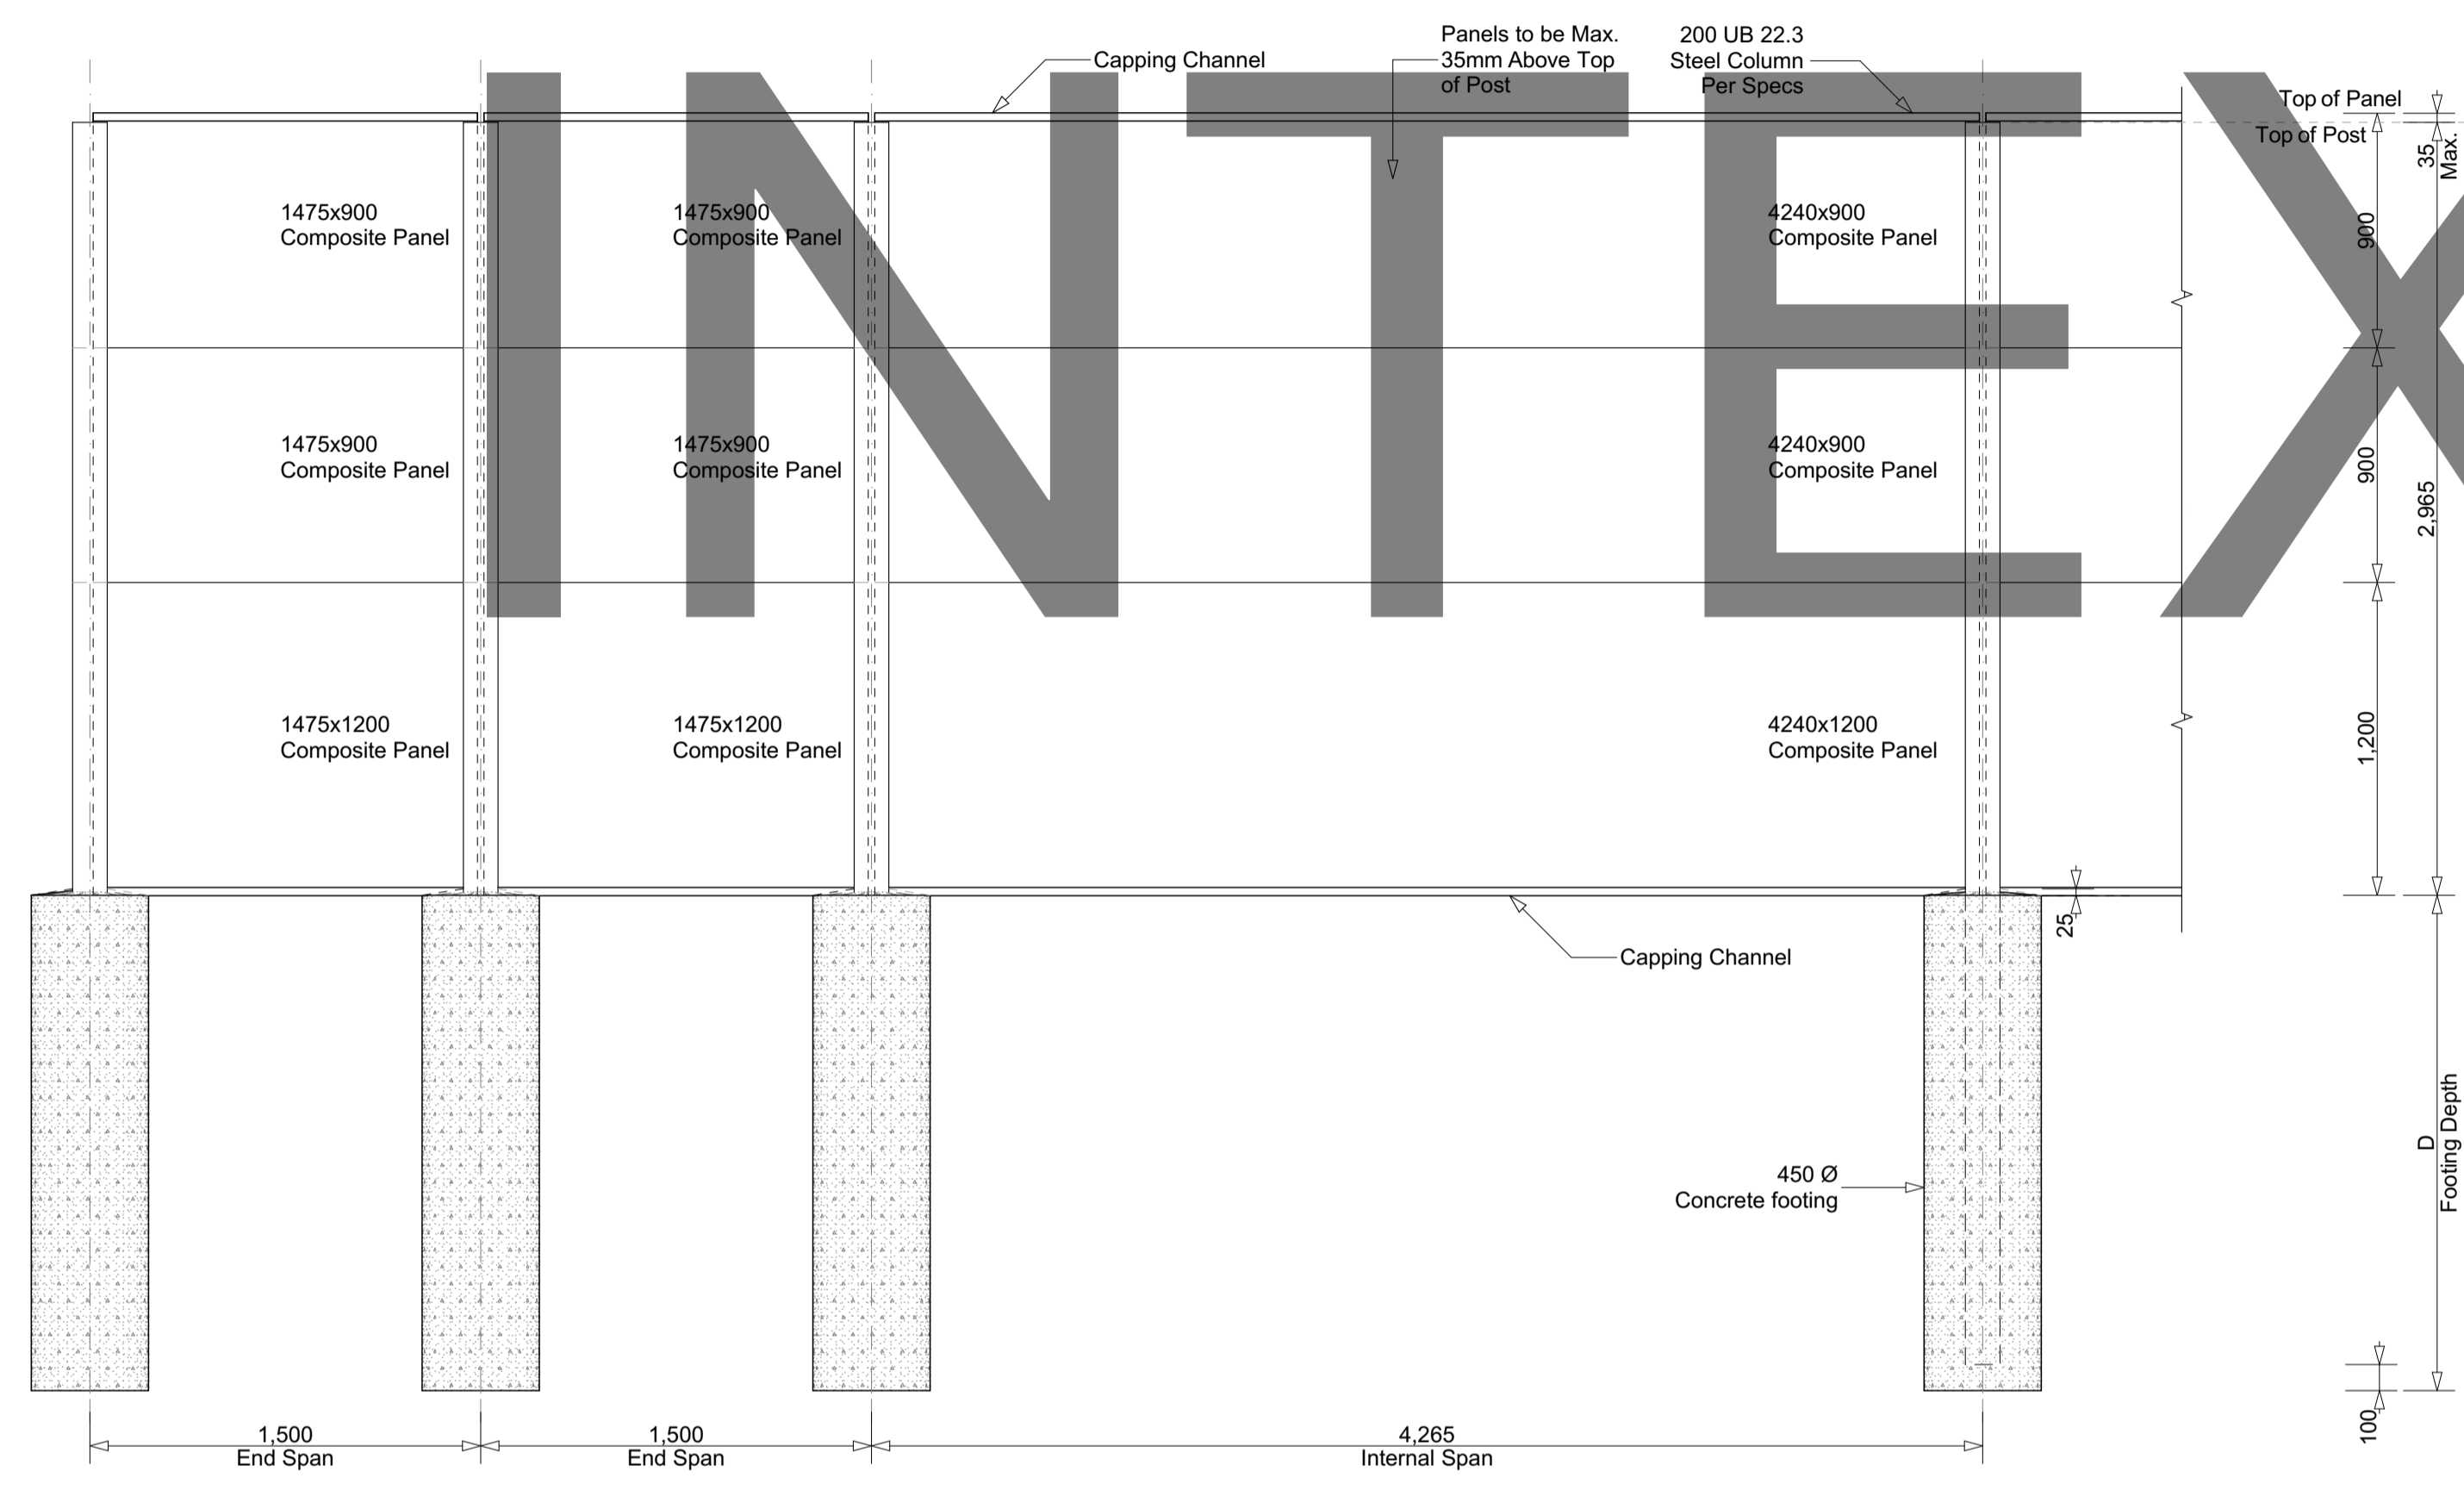 Panels to be Max.
35mm Above Top
of Post
200 UB 22.3
Steel Column
Per Specs
Capping Channel
Top of Panel
Top of Post
35
Max.
1475x900
Composite Panel
1475x900
Composite Panel
4240x900
Composite Panel
900
INTEX
1475x900
Composite Panel
1475x900
Composite Panel
4240x900
Composite Panel
900
2,965
1475x1200
Composite Panel
1475x1200
Composite Panel
4240x1200
Composite Panel
1,200
25
Capping Channel
450 Ø
Concrete footing
D
Footing Depth
100
1,500
End Span
1,500
End Span
4,265
Internal Span